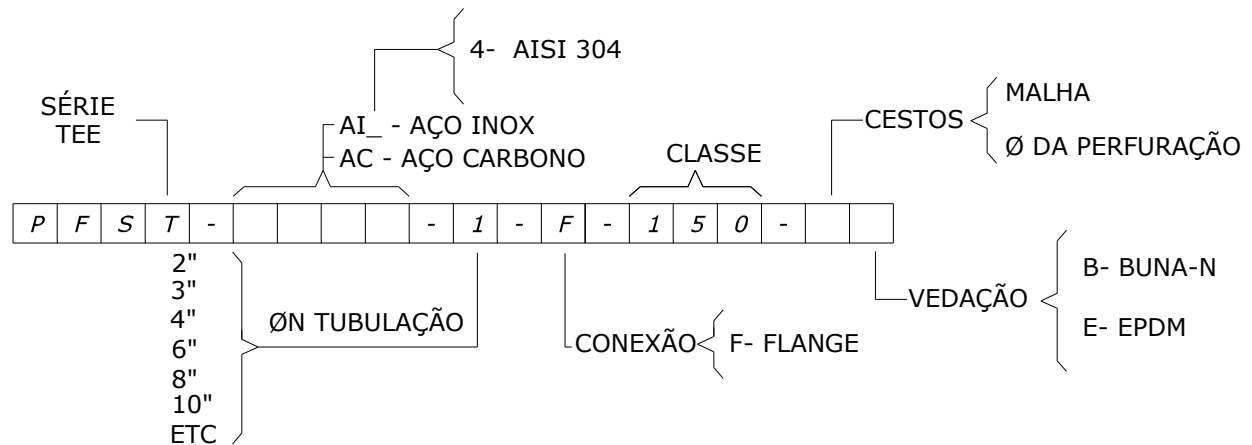 4- AISI 304
SÉRIE
TEE
AI_ - AÇO INOX
AC - AÇO CARBONO
CLASSE
CESTOS
MALHA
Ø DA PERFURAÇÃO
P F S T - - 1 - F - 1 5 0 -
2"
3"
4"
6"
8"
10"
ETC
ØN TUBULAÇÃO
CONEXÃO
F- FLANGE
VEDAÇÃO
B- BUNA-N
E- EPDM